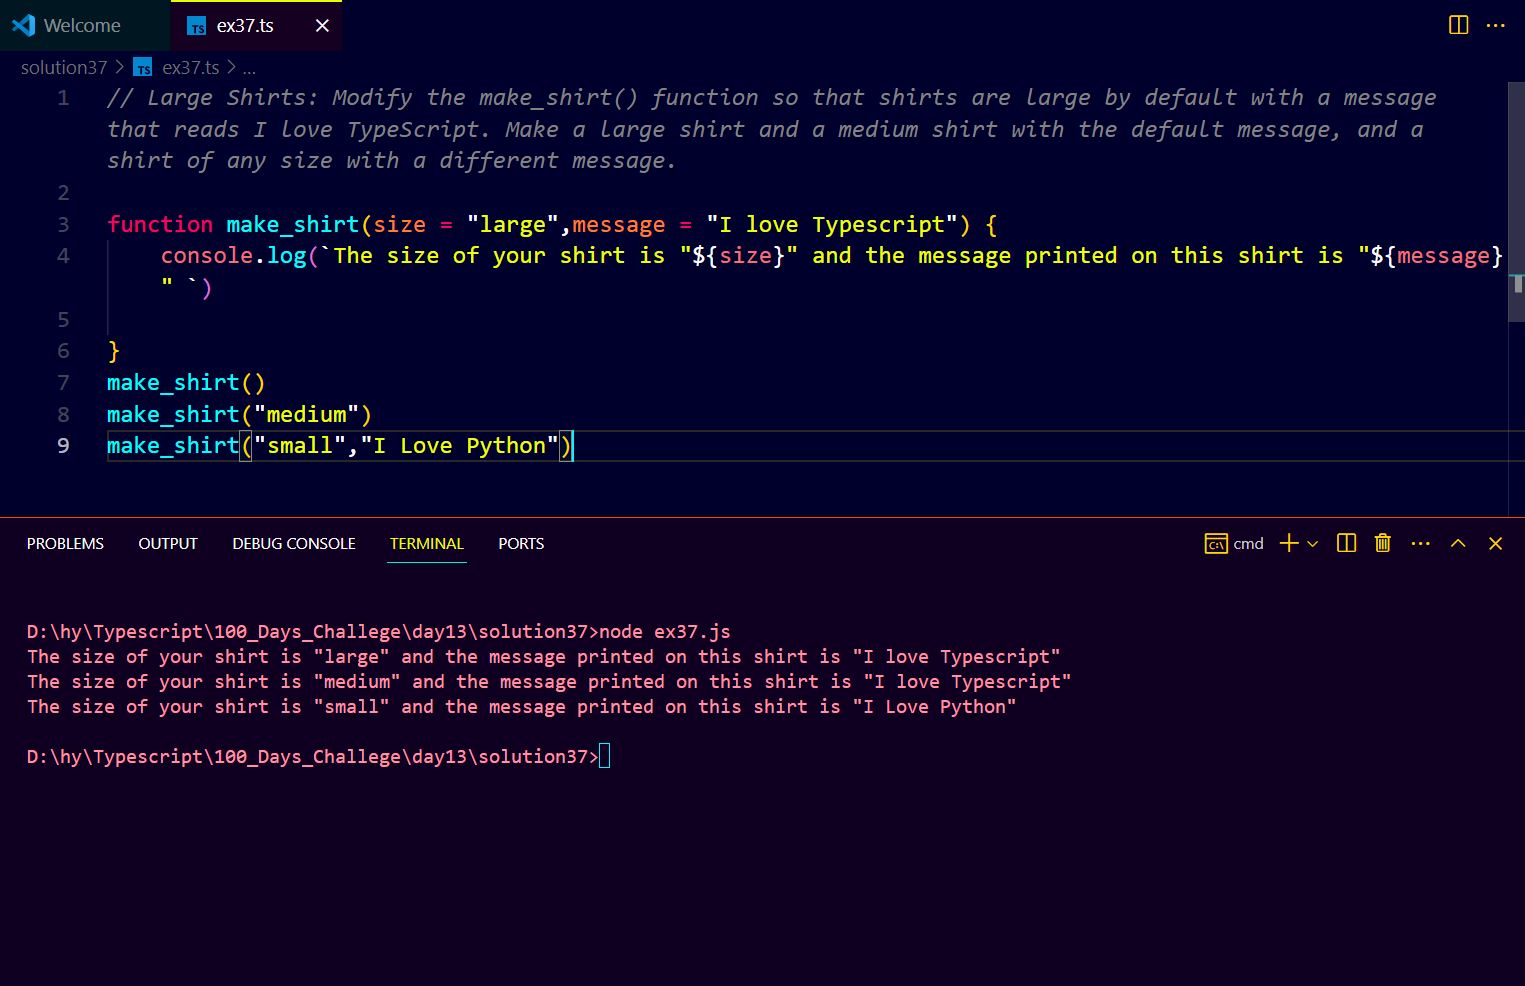 Welcome
TS ex37.ts
solution37 > TS ex37.ts > ...
1 // Large Shirts: Modify the make_shirt() function so that shirts are large by default with a message
that reads I love TypeScript. Make a large shirt and a medium shirt with the default message, and a
shirt of any size with a different message.
2
3 function make_shirt(size = "large",message = "I love Typescript") {
4 console.log(`The size of your shirt is "${size}" and the message printed on this shirt is "${message}
" `)
5
6 }
7 make_shirt()
8 make_shirt("medium")
9 make_shirt("small","I Love Python")
PROBLEMS OUTPUT DEBUG CONSOLE TERMINAL PORTS cmd
D:\hy\Typescript\100_Days_Challege\day13\solution37>node ex37.js
The size of your shirt is "large" and the message printed on this shirt is "I love Typescript"
The size of your shirt is "medium" and the message printed on this shirt is "I love Typescript"
The size of your shirt is "small" and the message printed on this shirt is "I Love Python"
D:\hy\Typescript\100_Days_Challege\day13\solution37>